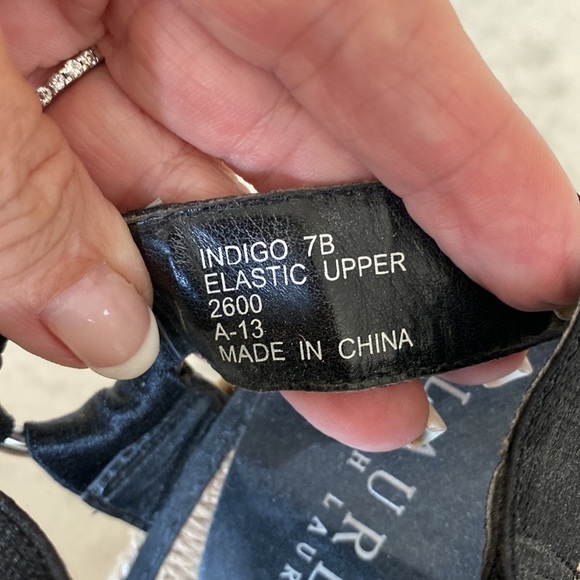 INDIGO 7B
ELASTIC UPPER
2600
A-13
MADE IN CHINA